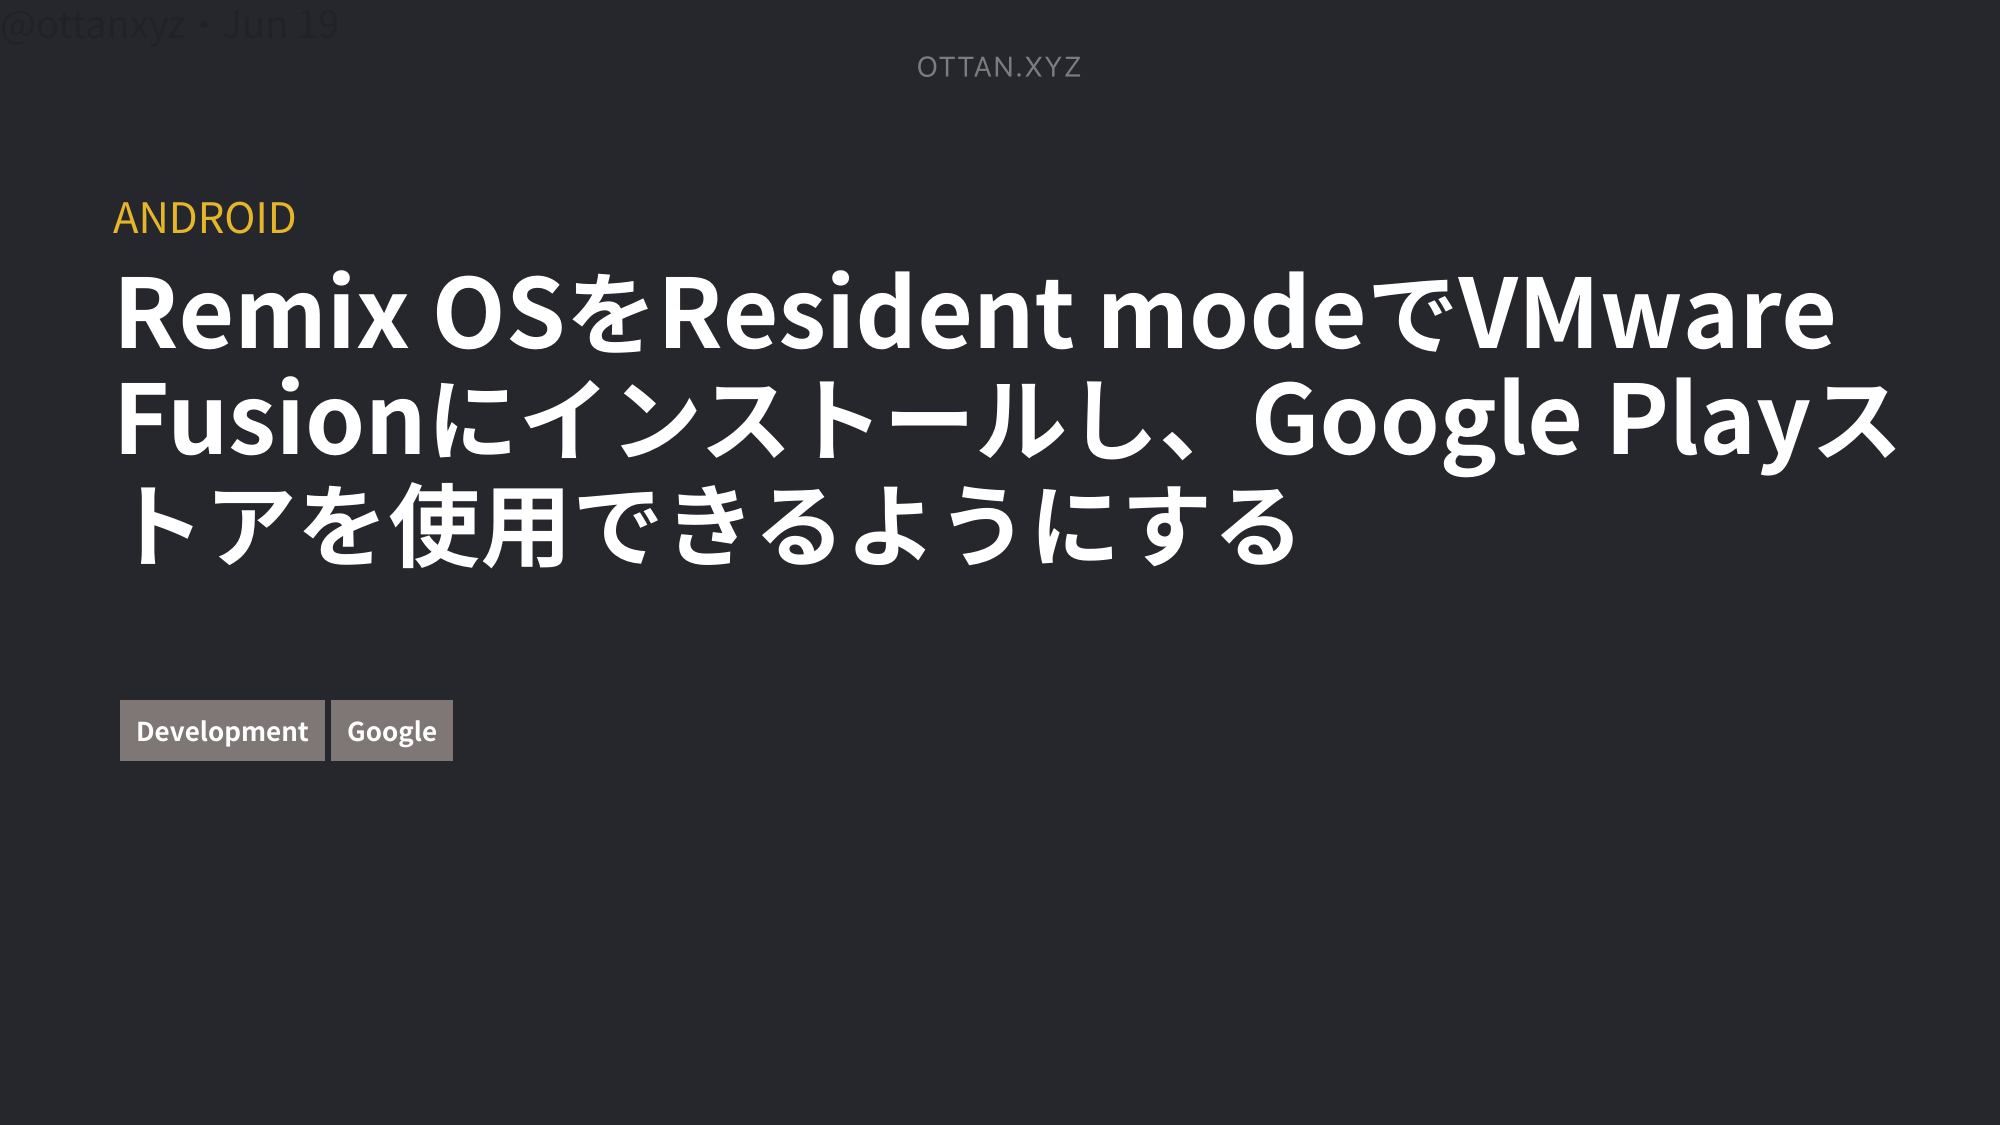 @ottanxyz・Jun 19
OTTAN.XYZ
ANDROID
Remix OSをResident modeでVMware
Fusionにインストールし、Google Playス
トアを使用できるようにする
Development Google